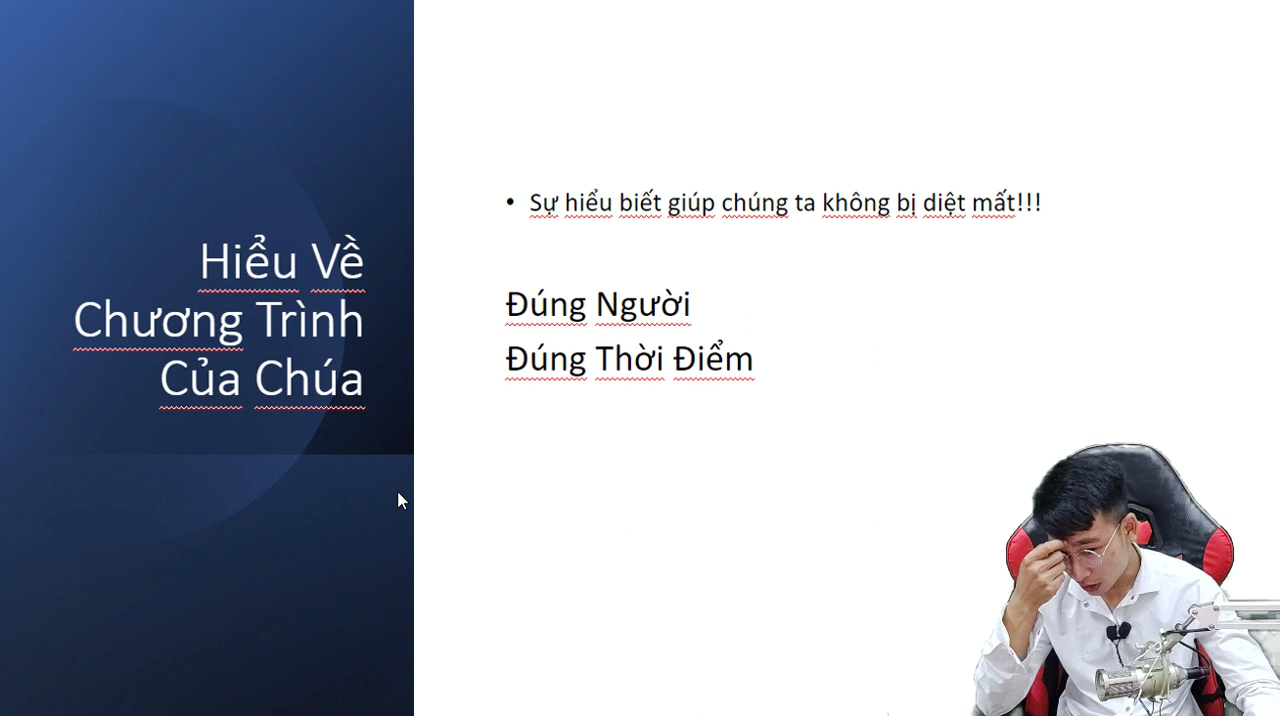 Hiểu Về
Chương Trình
Của Chúa
• Sự hiểu biết giúp chúng ta không bị diệt mất!!!
Đúng Người
Đúng Thời Điểm